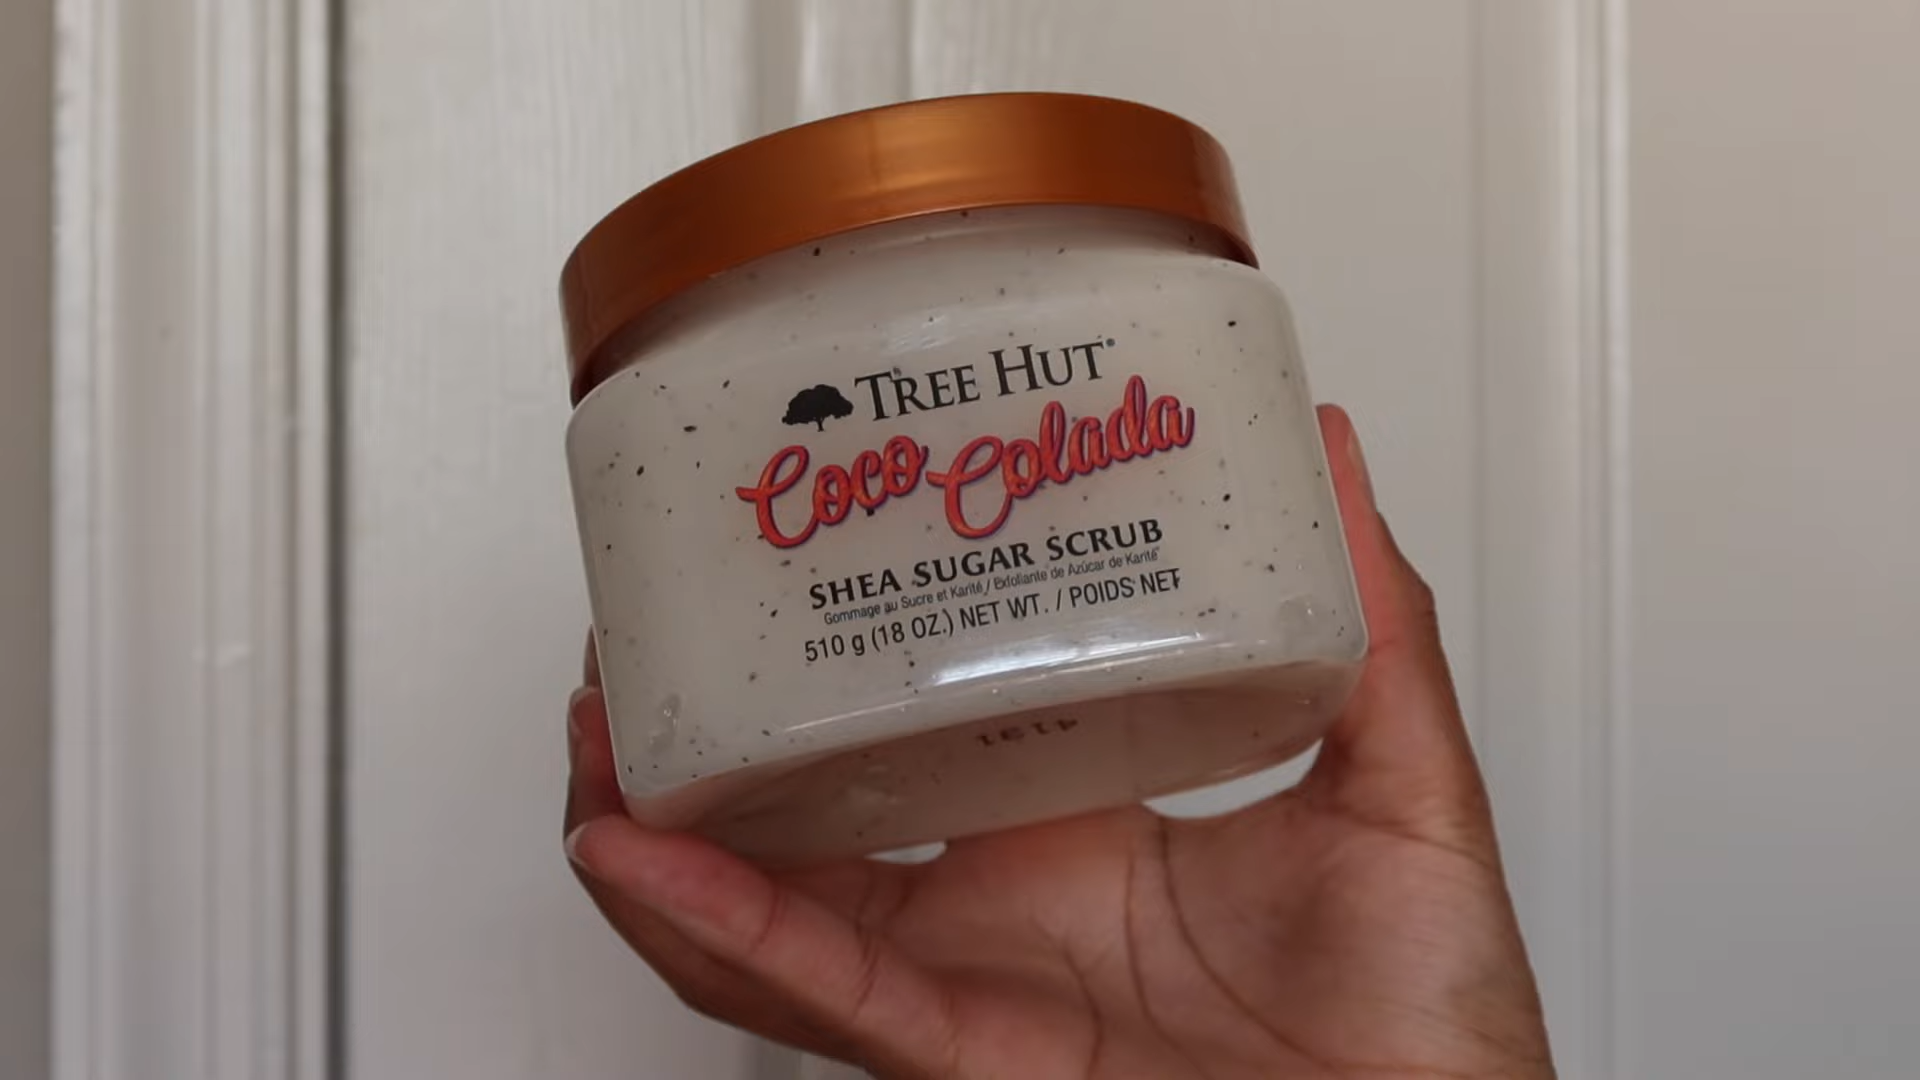 TREE HUT®
Coco Colada
SHEA SUGAR SCRUB
Gommage au Sucre et Karité / Exfoliante de Azúcar de Karité
510 g (18 OZ.) NET WT. / POIDS NET